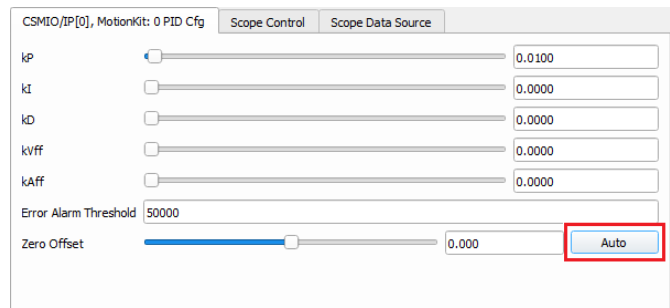 CSMIO/IP[0], MotionKit: 0 PID Cfg Scope Control Scope Data Source
kP 0.0100
kI 0.0000
kD 0.0000
kVff 0.0000
kAff 0.0000
Error Alarm Threshold 50000
Zero Offset 0.000 Auto